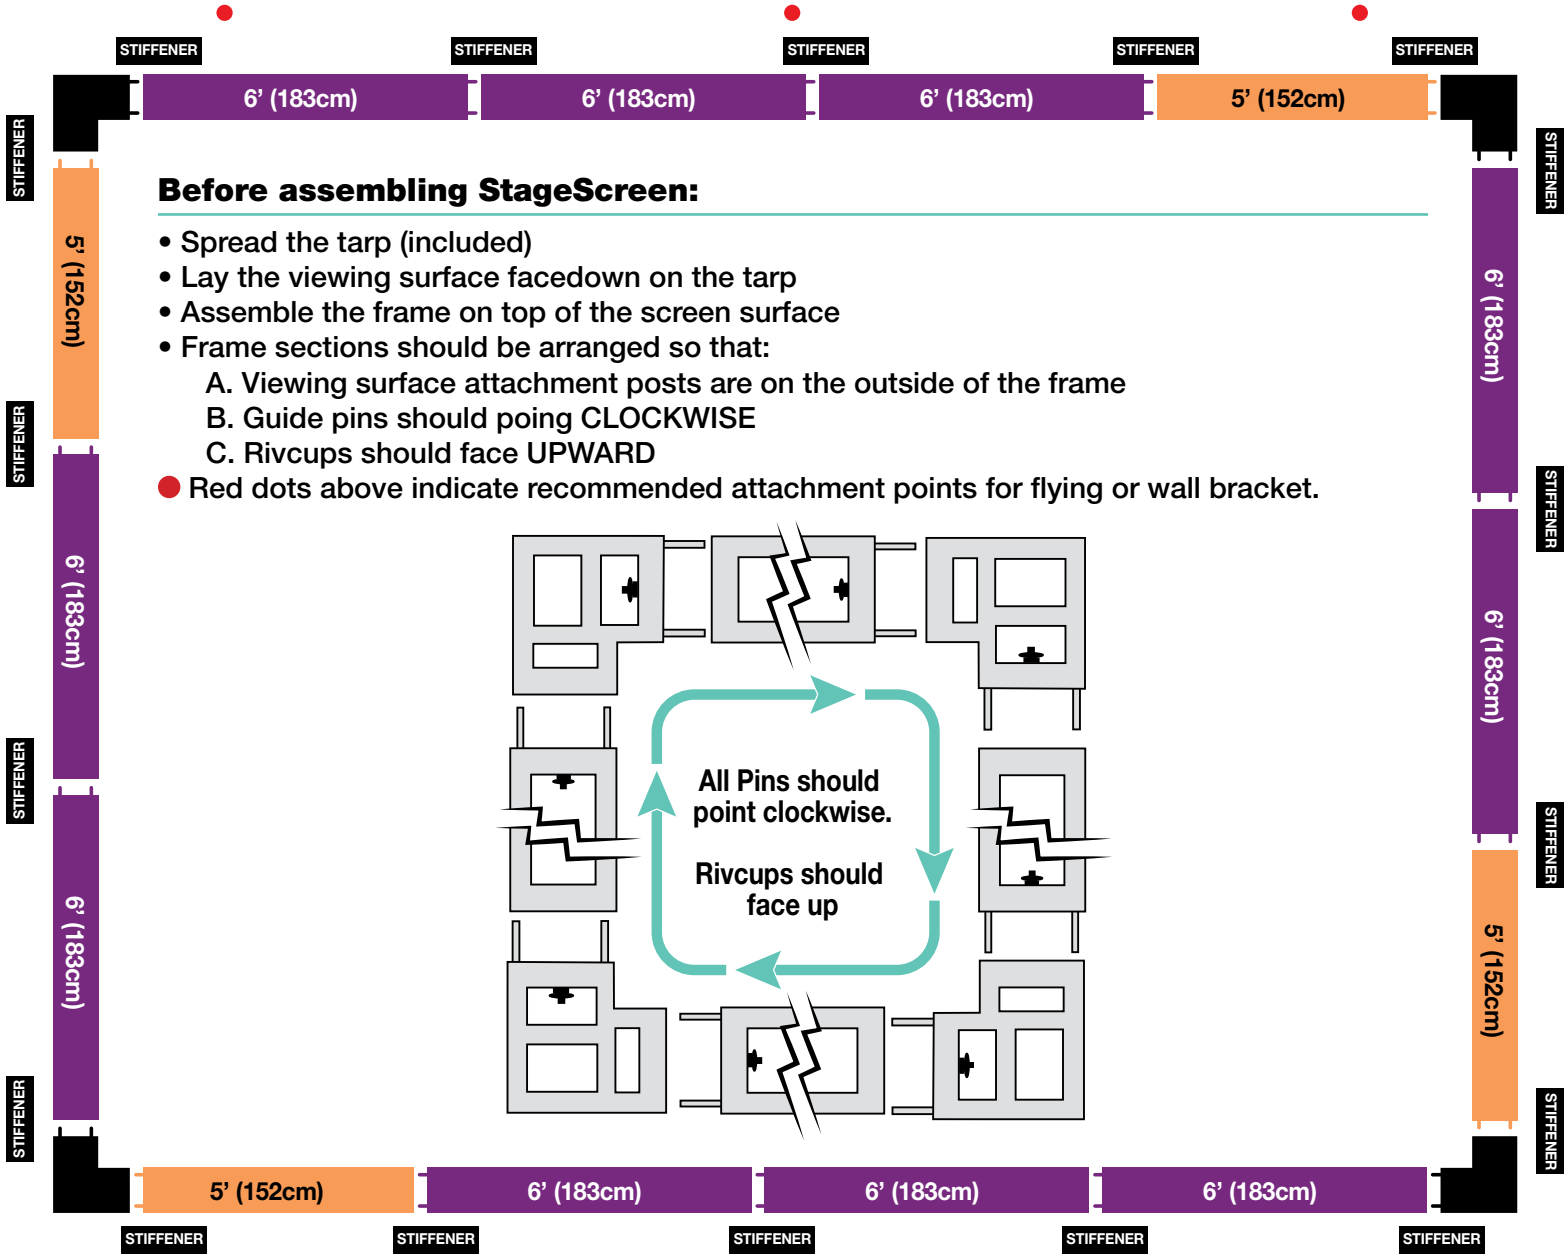 STIFFENER STIFFENER STIFFENER STIFFENER STIFFENER
6’ (183cm) 6’ (183cm) 6’ (183cm) 5’ (152cm)
STIFFENER
STIFFENER
Before assembling StageScreen:
• Spread the tarp (included)
• Lay the viewing surface facedown on the tarp
• Assemble the frame on top of the screen surface
• Frame sections should be arranged so that:
A. Viewing surface attachment posts are on the outside of the frame
B. Guide pins should poing CLOCKWISE
C. Rivcups should face UPWARD
Red dots above indicate recommended attachment points for flying or wall bracket.
5’ (152cm)
6’ (183cm)
STIFFENER
STIFFENER
6’ (183cm)
6’ (183cm)
All Pins should
point clockwise.
Rivcups should
face up
STIFFENER
STIFFENER
6’ (183cm)
5’ (152cm)
STIFFENER
STIFFENER
5’ (152cm) 6’ (183cm) 6’ (183cm) 6’ (183cm)
STIFFENER STIFFENER STIFFENER STIFFENER STIFFENER